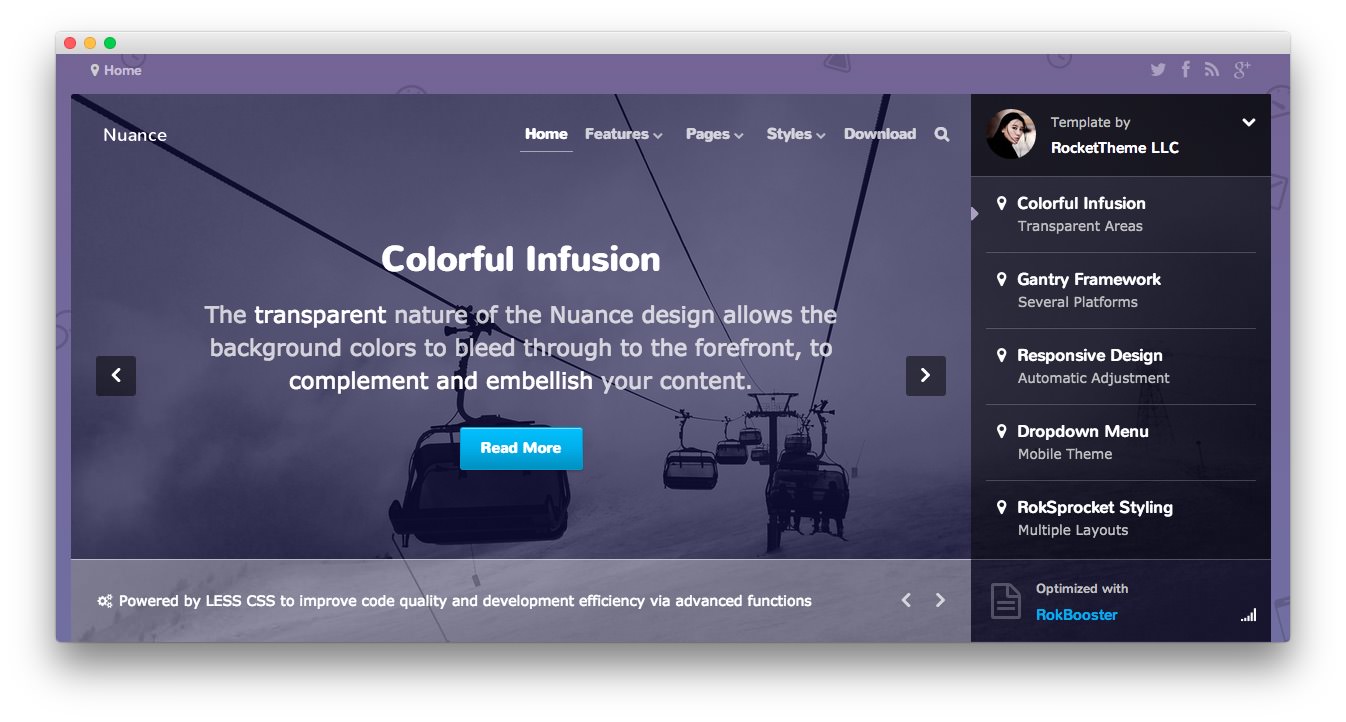 Home
Nuance
Home Features Pages Styles Download
Colorful Infusion
The transparent nature of the Nuance design allows the
background colors to bleed through to the forefront, to
complement and embellish your content.
Read More
Powered by LESS CSS to improve code quality and development efficiency via advanced functions
Template by
RocketTheme LLC
Colorful Infusion
Transparent Areas
Gantry Framework
Several Platforms
Responsive Design
Automatic Adjustment
Dropdown Menu
Mobile Theme
RokSprocket Styling
Multiple Layouts
Optimized with
RokBooster